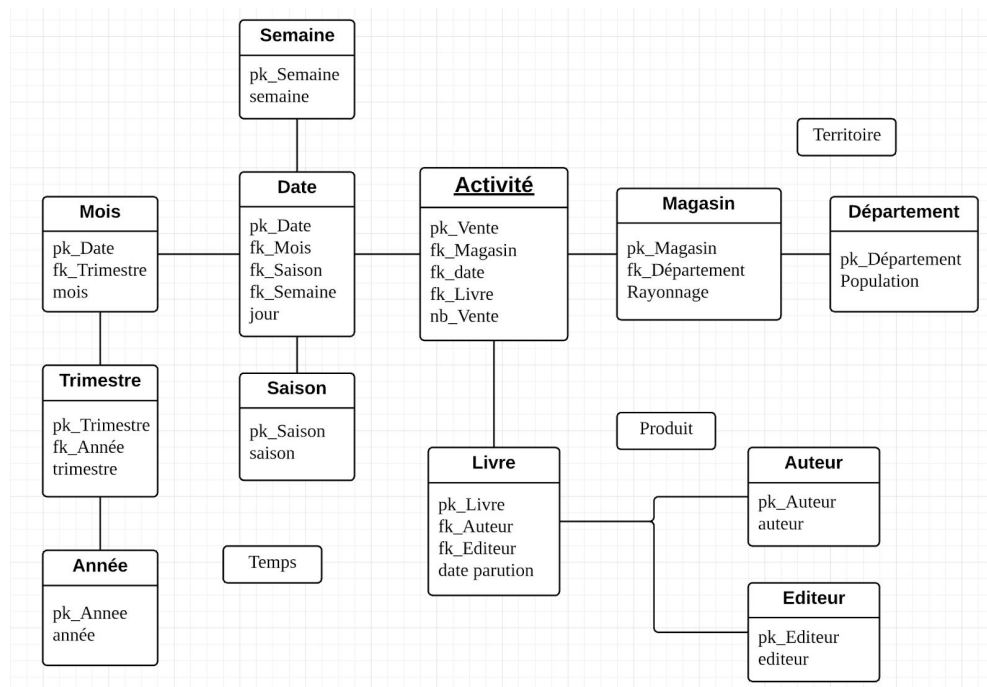 Semaine
pk_Semaine
semaine
Territoire
Date
pk_Date
fk_Mois
fk_Saison
fk_Semaine
jour
Activité
pk_Vente
fk_Magasin
fk_date
fk_Livre
nb_Vente
Magasin
pk_Magasin
fk_Département
Rayonnage
Département
pk_Département
Population
Mois
pk_Date
fk_Trimestre
mois
Trimestre
pk_Trimestre
fk_Année
trimestre
Saison
pk_Saison
saison
Produit
Livre
pk_Livre
fk_Auteur
fk_Editeur
date parution
Auteur
pk_Auteur
auteur
Temps
Année
pk_Annee
année
Editeur
pk_Editeur
editeur